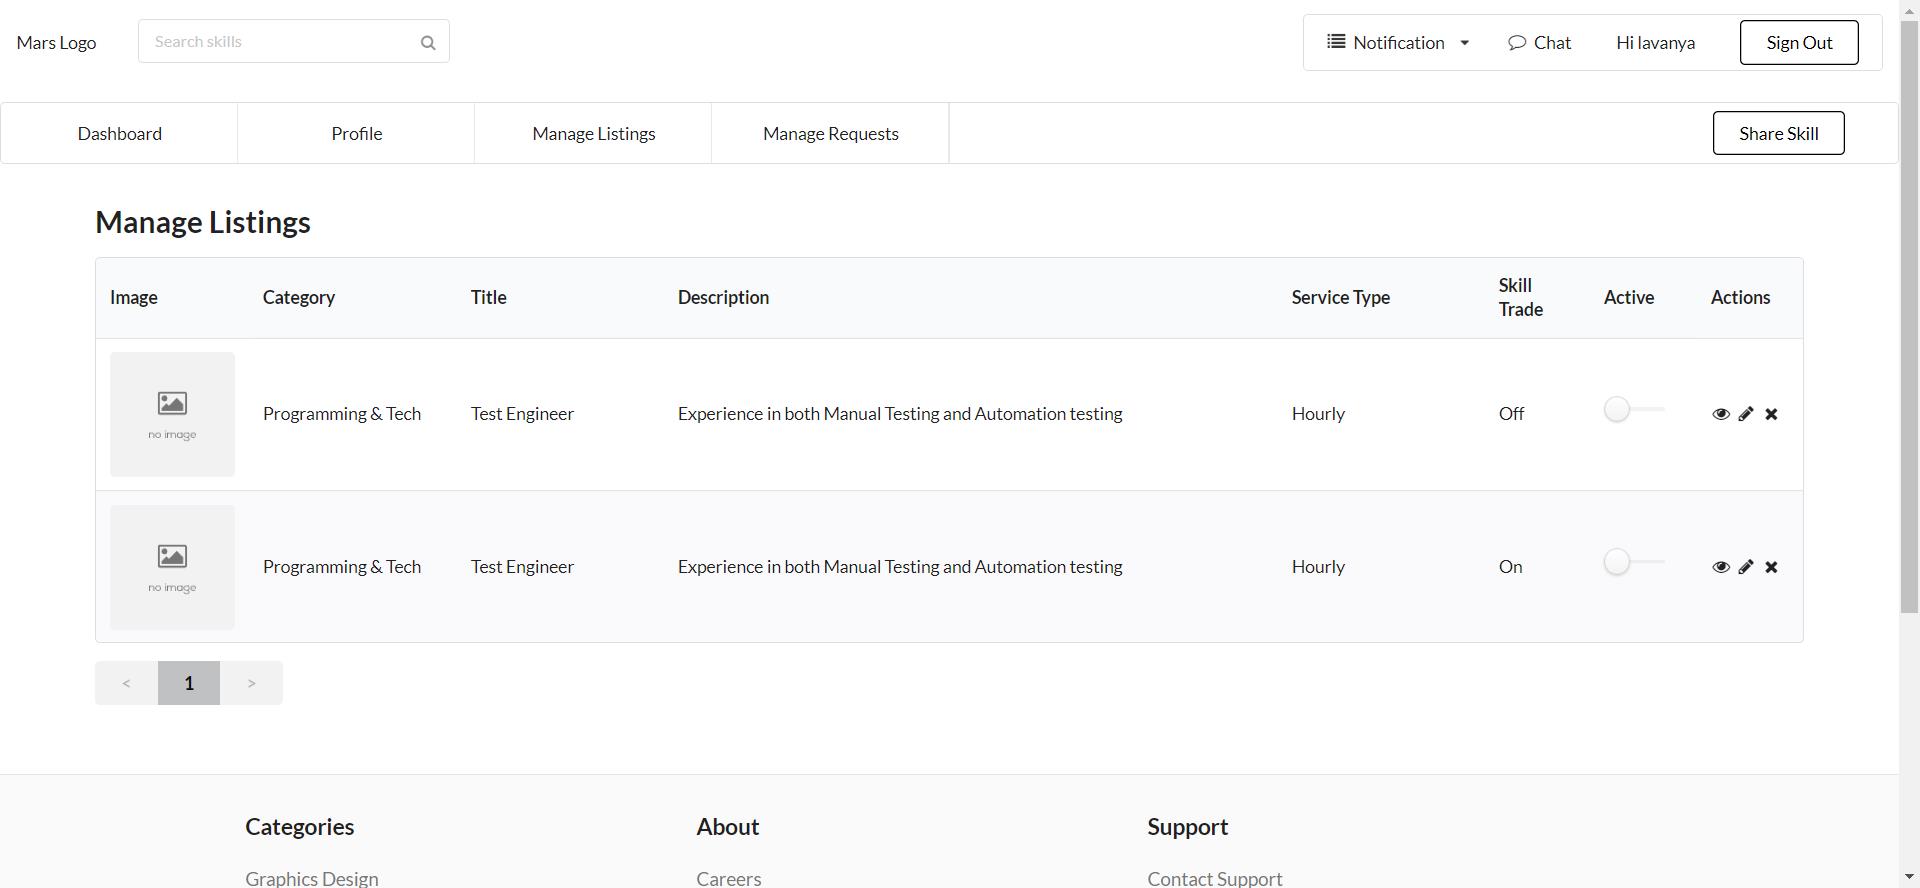 Mars Logo
Search skills
Notification
Chat
Hi lavanya
Sign Out
Dashboard
Profile
Manage Listings
Manage Requests
Share Skill
Manage Listings
Image
Category
Title
Description
Service Type
Skill
Trade
Active
Actions
no image
Programming & Tech
Test Engineer
Experience in both Manual Testing and Automation testing
Hourly
Off
no image
Programming & Tech
Test Engineer
Experience in both Manual Testing and Automation testing
Hourly
On
<
1
>
Categories
About
Support
Graphics Design
Careers
Contact Support